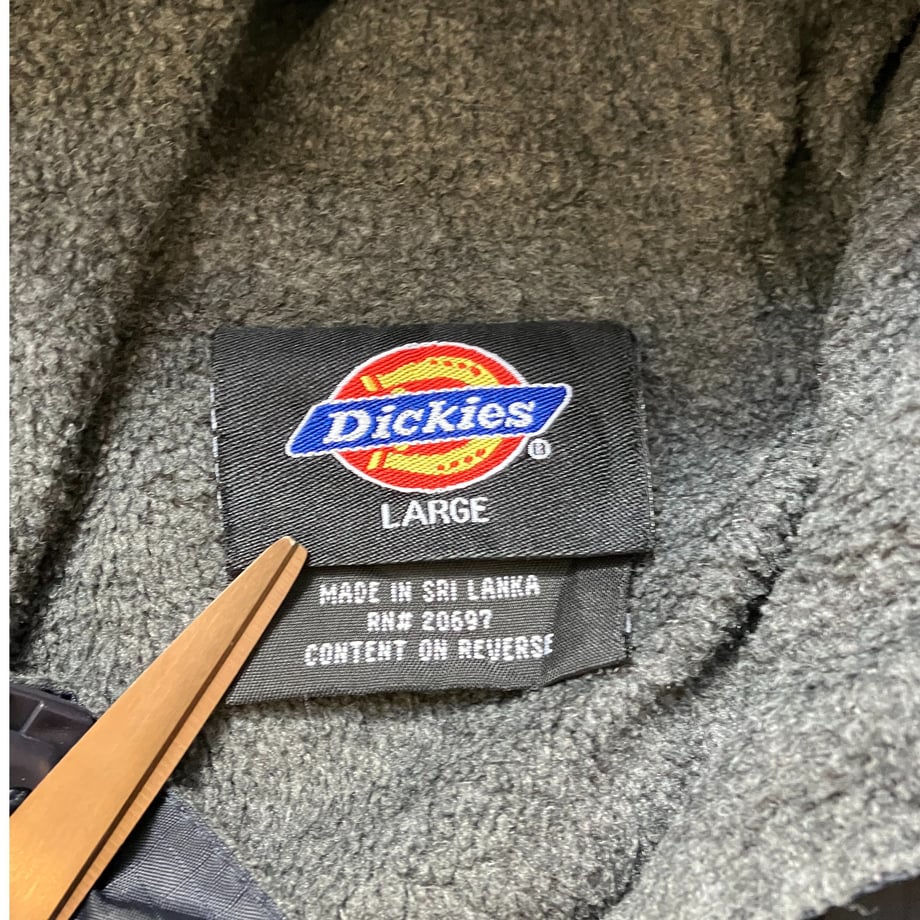 Dickies
®
LARGE
MADE IN SRI LANKA
RN# 20697
CONTENT ON REVERSE